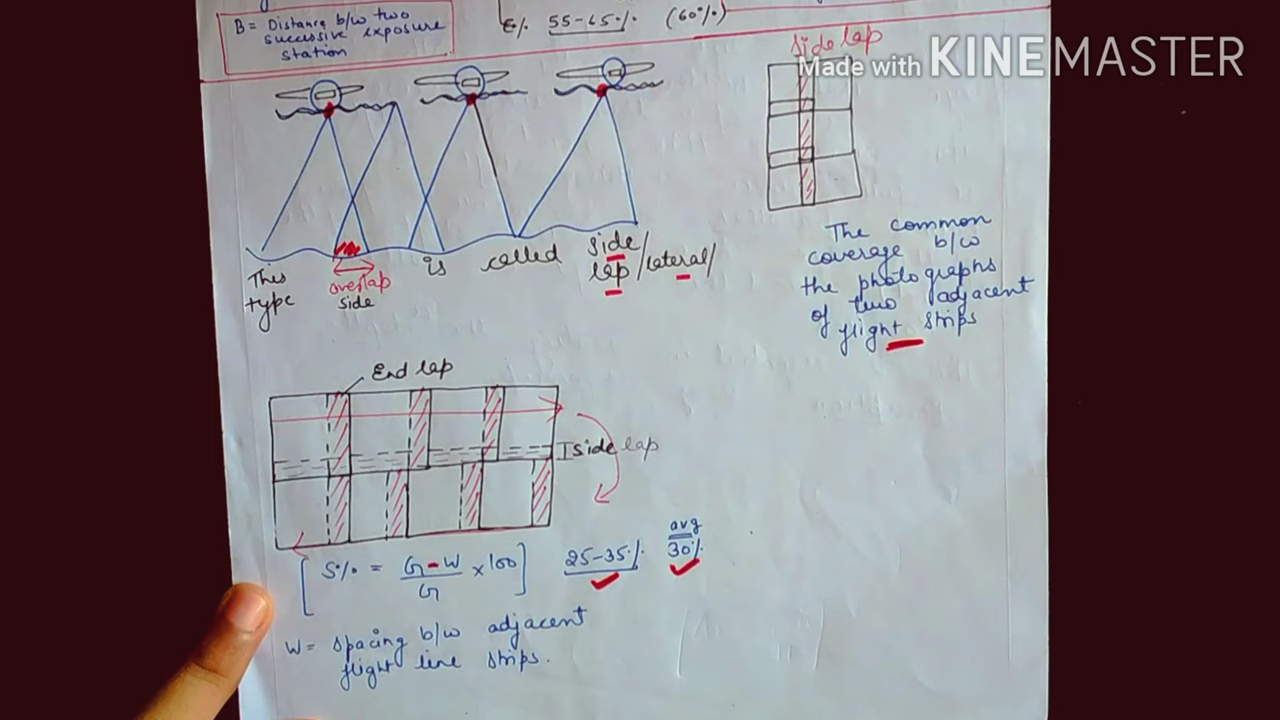 B = Distance b/w two
successive exposure
station
E% 55-65% (60%)
side lap
Made with KINEMASTER
This type overlap side is called side/
lap/lateral/
The common
coverage b/w
the photographs
of two adjacent
flight strips
End lap
side lap
S% = G-W/G ×100
25-35%
avg
30%
W= spacing b/w adjacent
flight line strips.